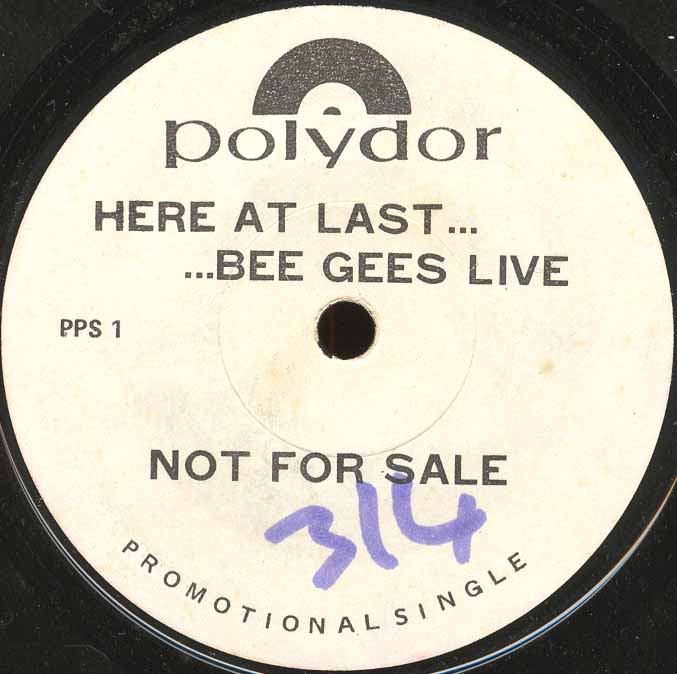 polydor
HERE AT LAST...
...BEE GEES LIVE
PPS 1
NOT FOR SALE
314
PROMOTIONAL SINGLE